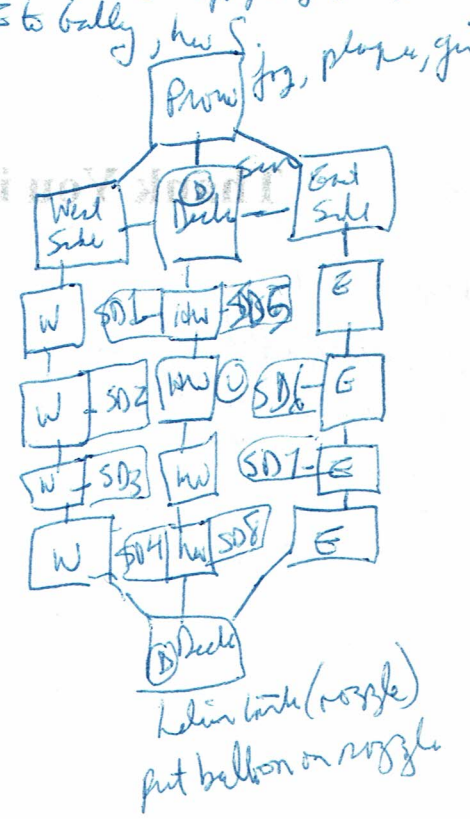 s to Galley, hw S.
fog, plaque, gi
Prow
West Side
D
Deck
East Side
W
SD1
HW
SD5
E
W
SD2
HW
U
SD6
E
W
SD3
HW
SD7
E
W
SD4
hw
SD8
E
D
Deck
helium tank (nozzle)
put balloon on nozzle